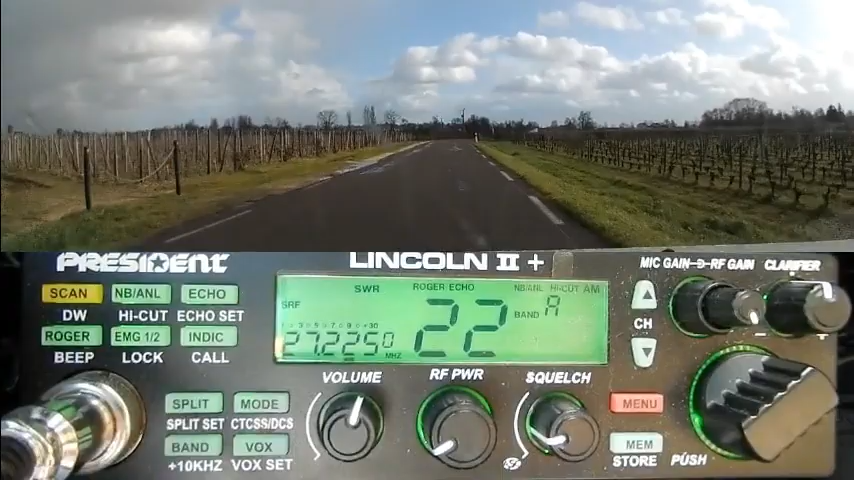 PRESIDENT
LINCOLN II +
MIC GAIN RF GAIN CLARIFIER
SCAN NB/ANL ECHO
DW HI-CUT ECHO SET
ROGER EMG 1/2 INDIC
BEEP LOCK CALL
SWR ROGER ECHO NB/ANL HI-CUT AM
SRF
22 BAND A
27.2250 MHZ
CH
VOLUME RF PWR SQUELCH
SPLIT MODE
SPLIT SET CTCSS/DCS
BAND VOX
+10KHZ VOX SET
MENU
MEM
STORE PUSH